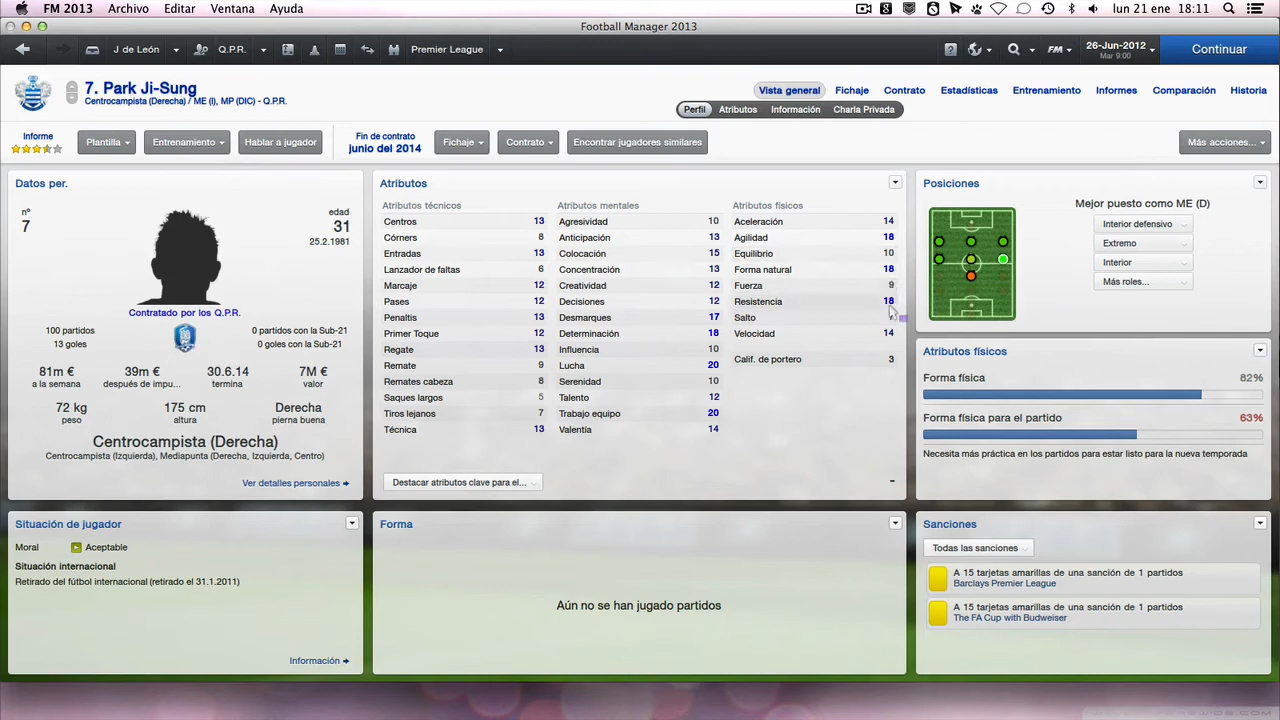 FM 2013 Archivo Editar Ventana Ayuda lun 21 ene 18:11
Football Manager 2013
J de León Q.P.R. Premier League FM 26-Jun-2012 Continuar
Mar 9:00
7. Park Ji-Sung
Centrocampista (Derecha) / ME (I), MP (DIC) - Q.P.R.
Vista general Fichaje Contrato Estadísticas Entrenamiento Informes Comparación Historia
Perfil Atributos Información Charla Privada
Informe
Plantilla Entrenamiento Hablar a jugador
Fin de contrato
junio del 2014
Fichaje Contrato Encontrar jugadores similares Más acciones...
Datos per.
nº
7
edad
31
25.2.1981
Contratado por los Q.P.R.
100 partidos
13 goles
0 partidos con la Sub-21
0 goles con la Sub-21
81m € 39m € 30.6.14 7M €
a la semana después de impu... termina valor
72 kg 175 cm Derecha
peso altura pierna buena
Centrocampista (Derecha)
Centrocampista (Izquierda), Mediapunta (Derecha, Izquierda, Centro)
Ver detalles personales
Atributos
Atributos técnicos Atributos mentales Atributos físicos
Centros 13 Agresividad 10 Aceleración 14
Córners 8 Anticipación 13 Agilidad 18
Entradas 13 Colocación 15 Equilibrio 10
Lanzador de faltas 6 Concentración 13 Forma natural 18
Marcaje 12 Creatividad 12 Fuerza 9
Pases 12 Decisiones 12 Resistencia 18
Penaltis 13 Desmarques 17 Salto
Primer Toque 12 Determinación 18 Velocidad 14
Regate 13 Influencia 10
Calif. de portero 3
Remate 9 Lucha 20
Remates cabeza 8 Serenidad 10
Saques largos 5 Talento 12
Tiros lejanos 7 Trabajo equipo 20
Técnica 13 Valentía 14
Destacar atributos clave para el... -
Posiciones
Mejor puesto como ME (D)
Interior defensivo
Extremo
Interior
Más roles...
Atributos físicos
Forma física 82%
Forma física para el partido 63%
Necesita más práctica en los partidos para estar listo para la nueva temporada
Situación de jugador
Moral Aceptable
Situación internacional
Retirado del fútbol internacional (retirado el 31.1.2011)
Información
Forma
Aún no se han jugado partidos
Sanciones
Todas las sanciones
A 15 tarjetas amarillas de una sanción de 1 partidos
Barclays Premier League
A 15 tarjetas amarillas de una sanción de 1 partidos
The FA Cup with Budweiser